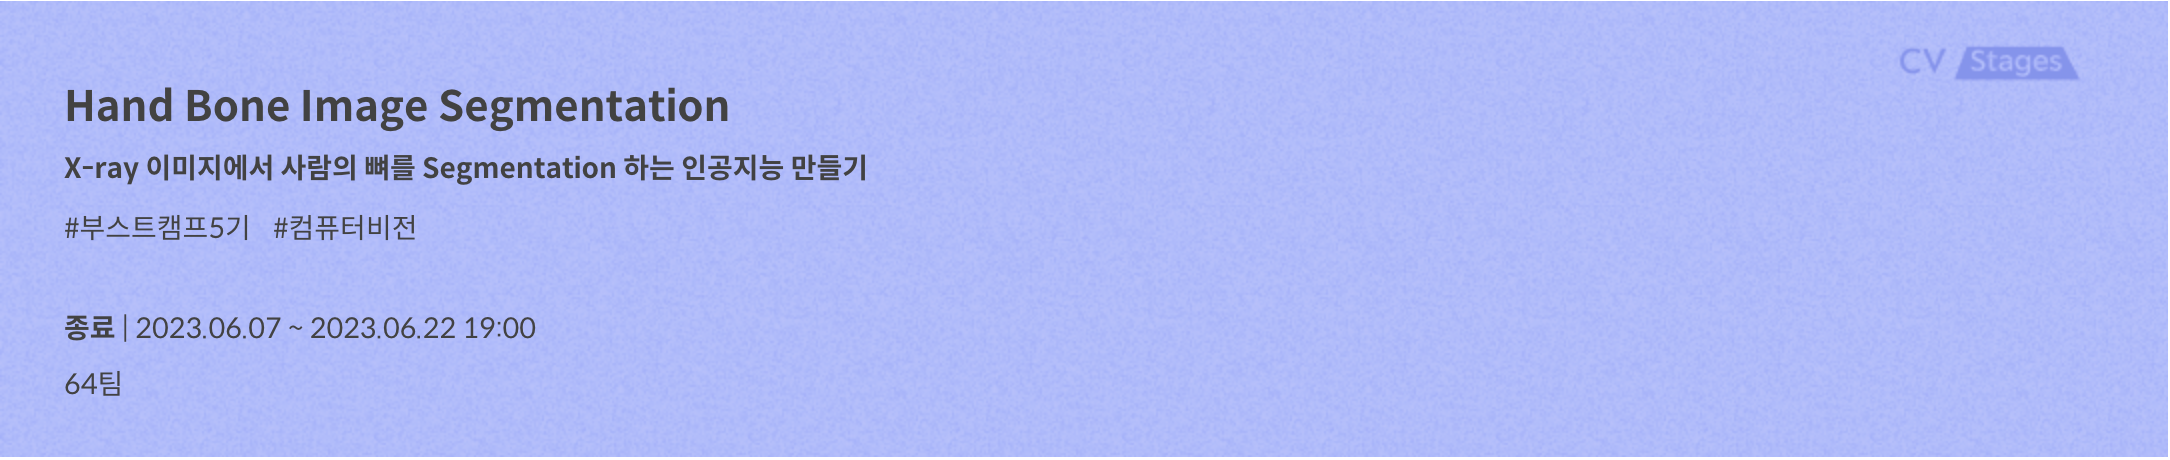 CV Stages
Hand Bone Image Segmentation
X-ray 이미지에서 사람의 뼈를 Segmentation 하는 인공지능 만들기
#부스트캠프5기 #컴퓨터비전
종료 | 2023.06.07 ~ 2023.06.22 19:00
64팀